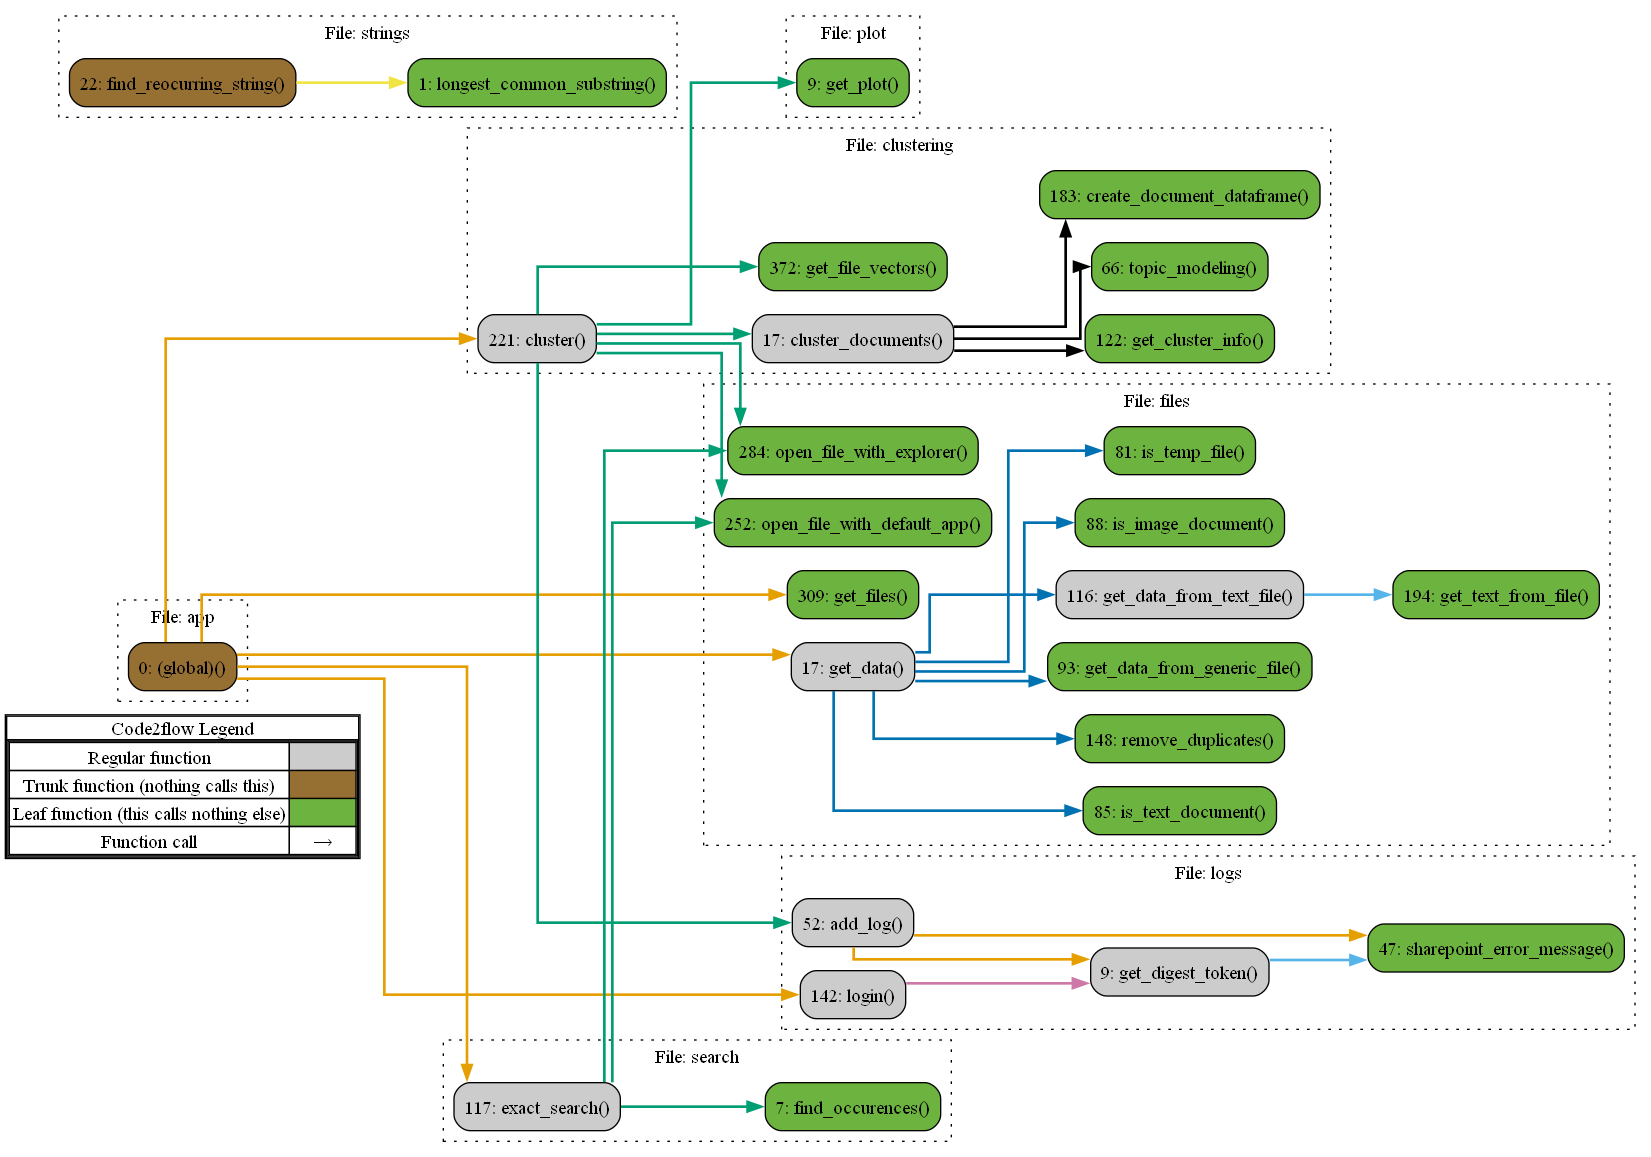 File: strings
22: find_reocurring_string()
1: longest_common_substring()
File: plot
9: get_plot()
File: clustering
183: create_document_dataframe()
372: get_file_vectors()
66: topic_modeling()
221: cluster()
17: cluster_documents()
122: get_cluster_info()
File: files
284: open_file_with_explorer()
81: is_temp_file()
252: open_file_with_default_app()
88: is_image_document()
309: get_files()
116: get_data_from_text_file()
194: get_text_from_file()
File: app
0: (global)()
17: get_data()
93: get_data_from_generic_file()
148: remove_duplicates()
85: is_text_document()
Code2flow Legend
Regular function
Trunk function (nothing calls this)
Leaf function (this calls nothing else)
Function call →
File: logs
52: add_log()
47: sharepoint_error_message()
9: get_digest_token()
142: login()
File: search
117: exact_search()
7: find_occurences()